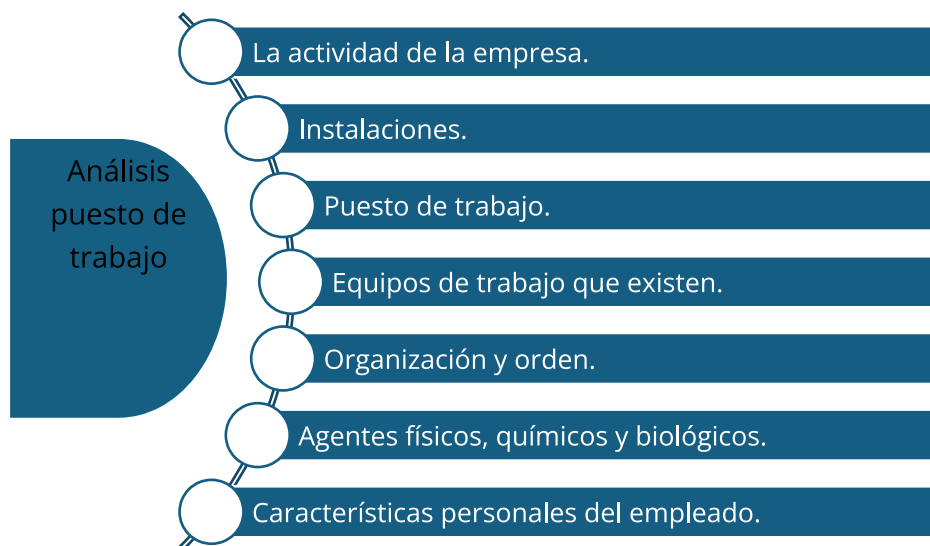 Análisis
puesto de
trabajo
La actividad de la empresa.
Instalaciones.
Puesto de trabajo.
Equipos de trabajo que existen.
Organización y orden.
Agentes físicos, químicos y biológicos.
Características personales del empleado.